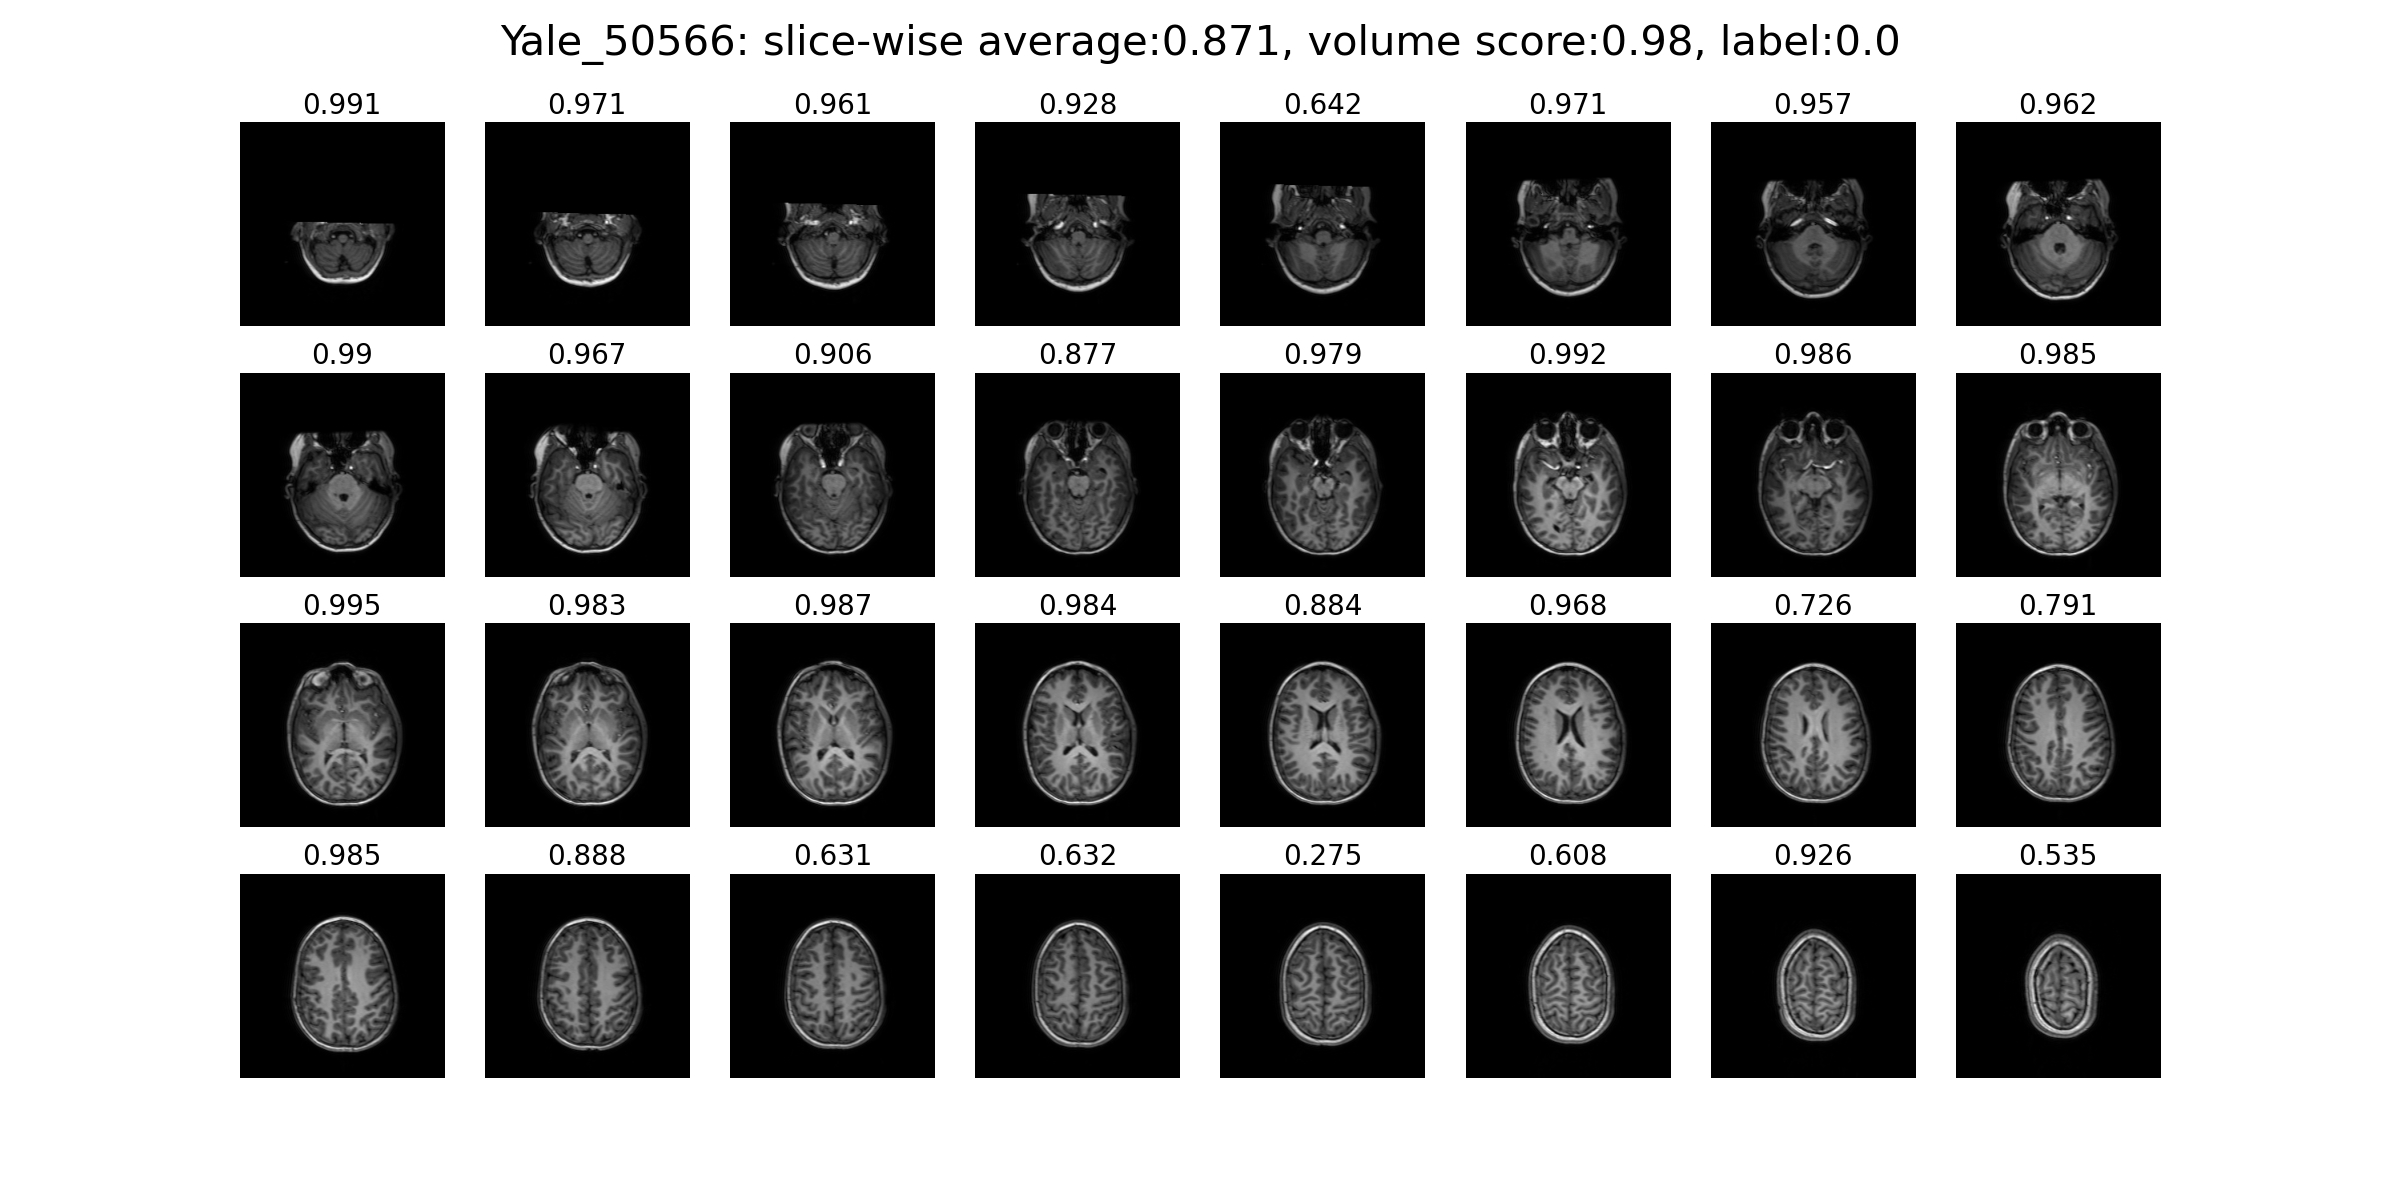 Yale_50566: slice-wise average:0.871, volume score:0.98, label:0.0
0.991 0.971 0.961 0.928 0.642 0.971 0.957 0.962
0.99 0.967 0.906 0.877 0.979 0.992 0.986 0.985
0.995 0.983 0.987 0.984 0.884 0.968 0.726 0.791
0.985 0.888 0.631 0.632 0.275 0.608 0.926 0.535